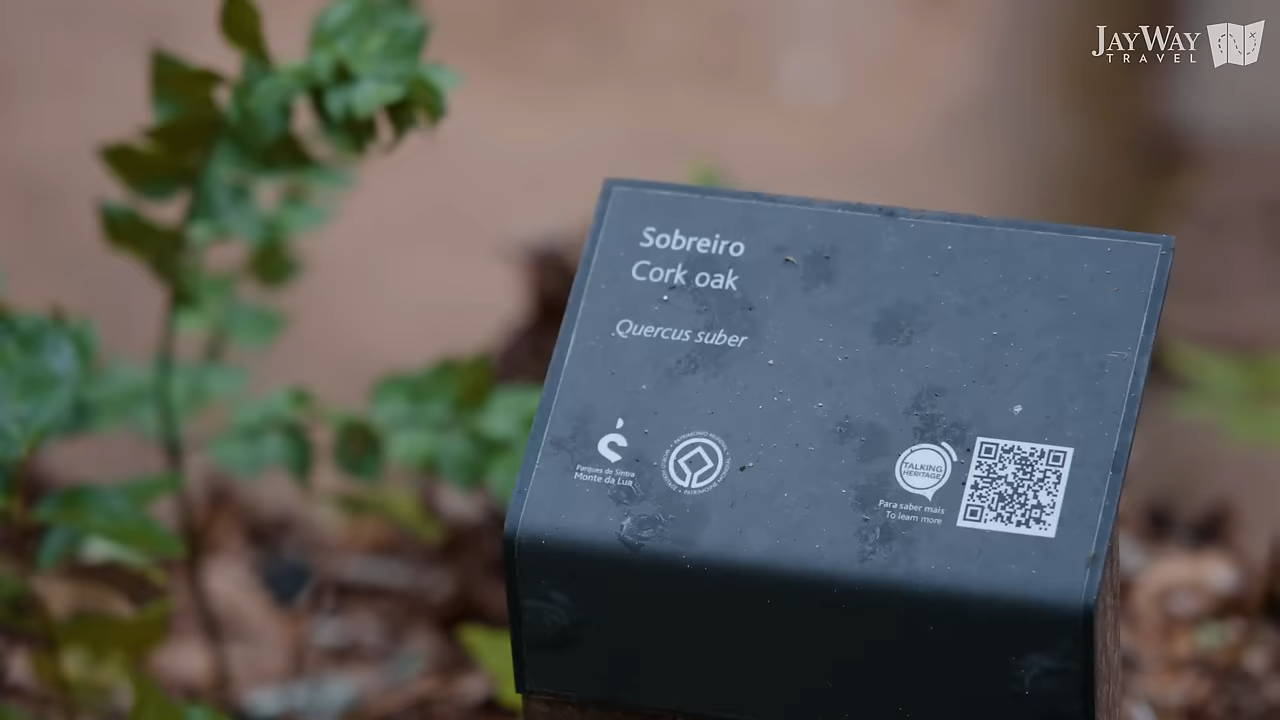 JAYWAY
TRAVEL
Sobreiro
Cork oak
Quercus suber
Parques de Sintra
Monte da Lua
TALKING
HERITAGE
Para saber mais
To learn more